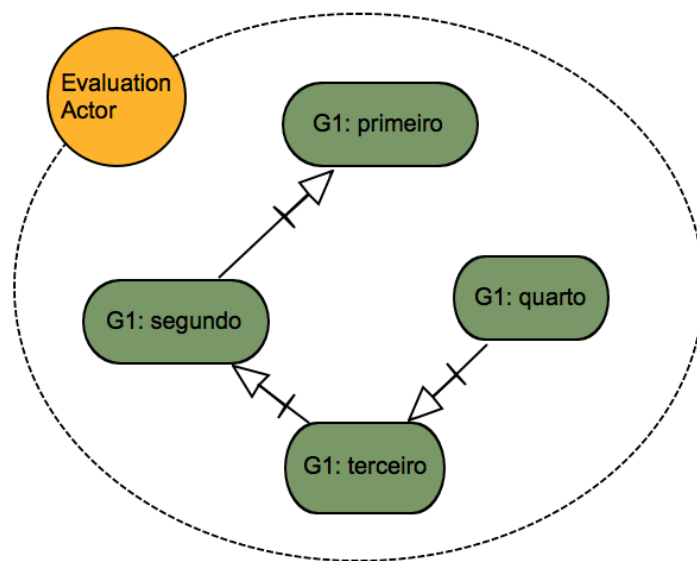 Evaluation
Actor
G1: primeiro
G1: quarto
G1: segundo
G1: terceiro